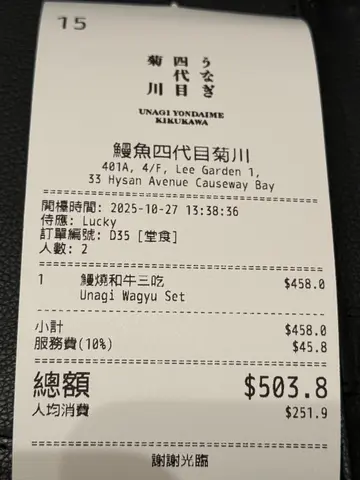 15
うなぎ
四代目
菊川
UNAGI YONDAIME
KIKUKAWA
鰻魚四代目菊川
401A, 4/F, Lee Garden 1,
33 Hysan Avenue Causeway Bay
開檯時間: 2025-10-27 13:38:36
侍應: Lucky
訂單編號: D35 [堂食]
人數: 2
1 鰻燒和牛三吃 $458.0
Unagi Wagyu Set
小計 $458.0
服務費(10%) $45.8
總額 $503.8
人均消費 $251.9
謝謝光臨